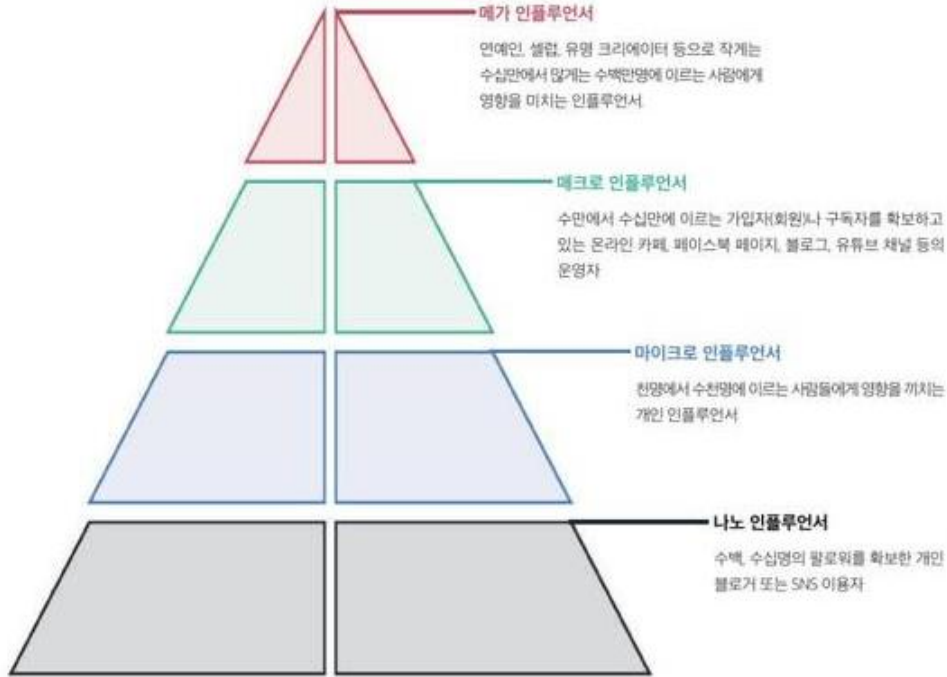 메가 인플루언서
연예인, 셀럽, 유명 크리에이터 등으로 작게는
수십만에서 많게는 수백만명에 이르는 사람에게
영향을 미치는 인플루언서
매크로 인플루언서
수만에서 수십만에 이르는 가입자(회원)나 구독자를 확보하고
있는 온라인 카페, 페이스북 페이지, 블로그, 유튜브 채널 등의
운영자
마이크로 인플루언서
천명에서 수천명에 이르는 사람들에게 영향을 끼치는
개인 인플루언서
나노 인플루언서
수백, 수십명의 팔로워를 확보한 개인
블로거 또는 SNS 이용자